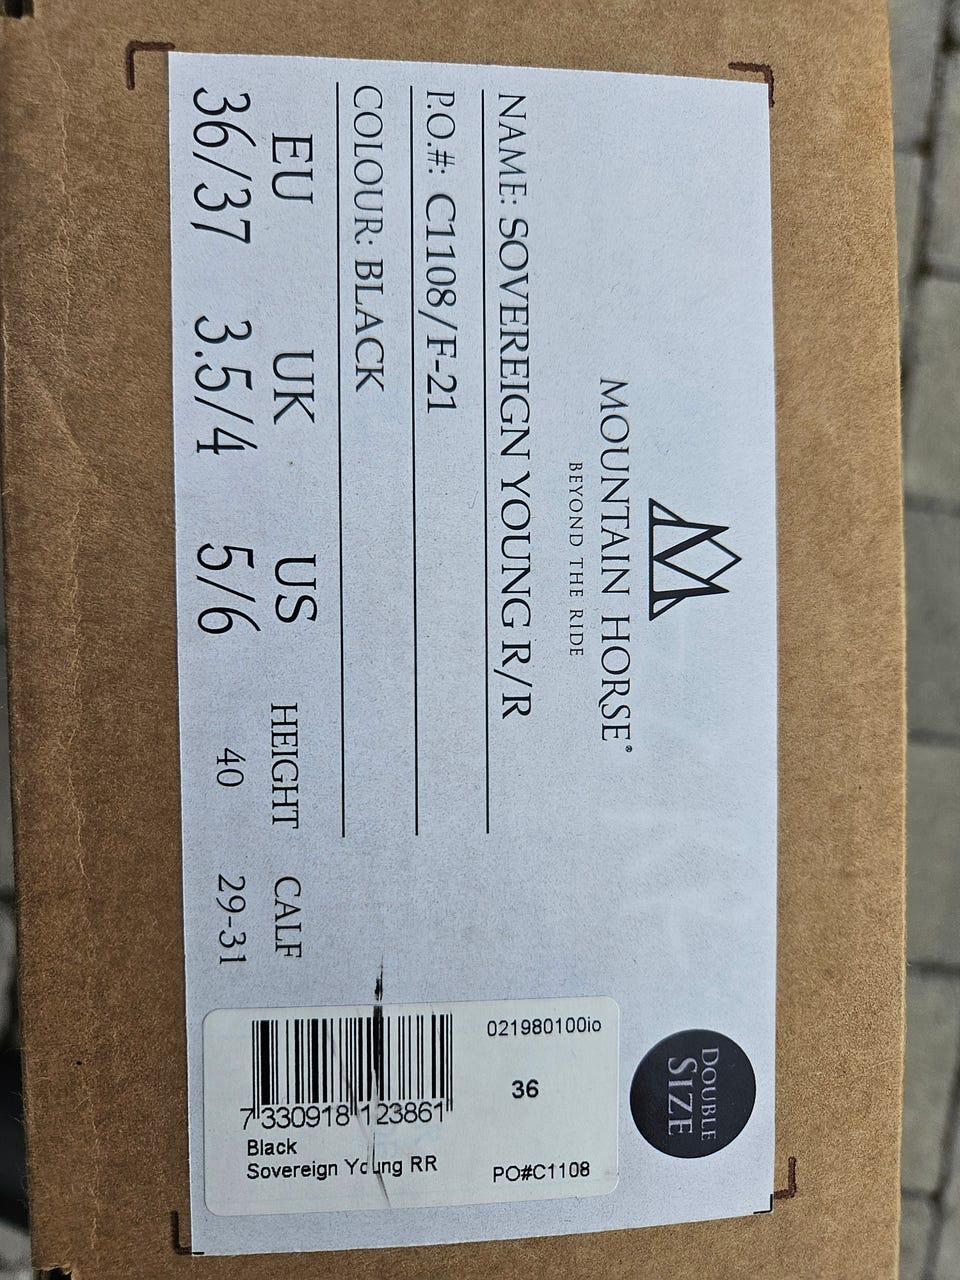 MOUNTAIN HORSE®
BEYOND THE RIDE
NAME: SOVEREIGN YOUNG R/R
P.O.#: C1108/F-21
COLOUR: BLACK
EU UK US HEIGHT CALF
36/37 3.5/4 5/6 40 29-31
DOUBLE
SIZE
021980100io
36
PO#C1108
7 330918 123861
Black
Sovereign Young RR